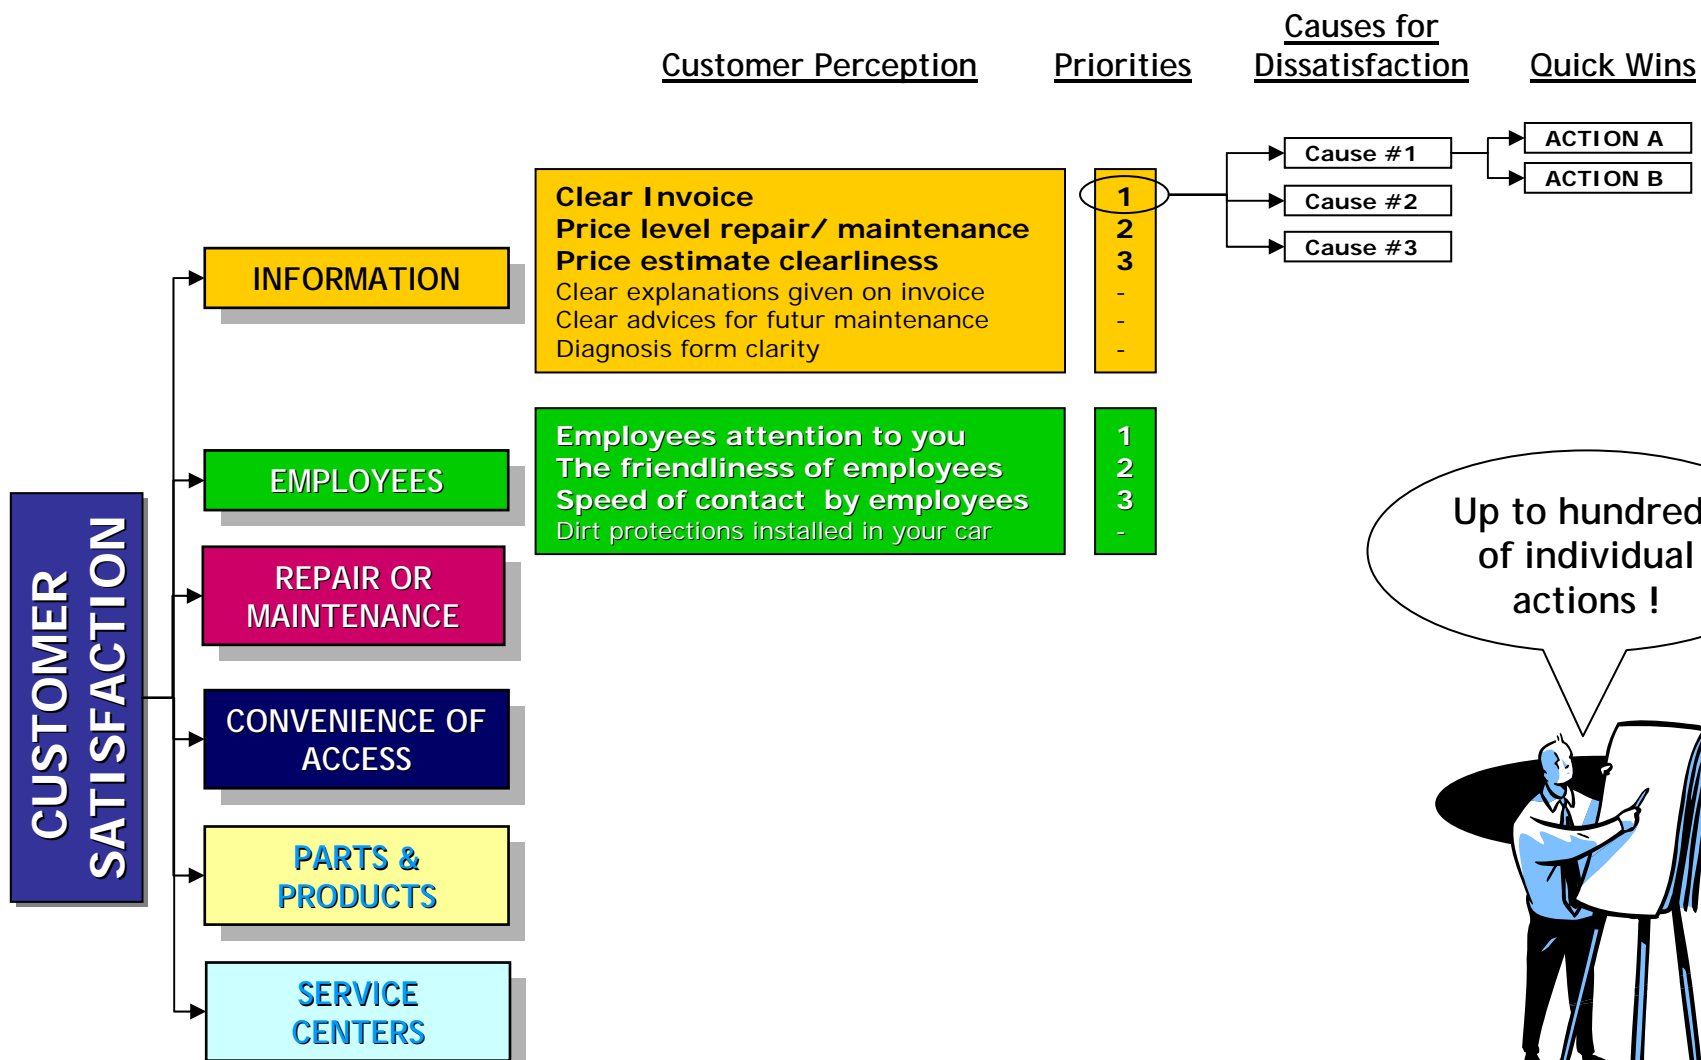 Causes for
Customer Perception Priorities Dissatisfaction Quick Wins
Cause #1
Cause #2
Cause #3
ACTION A
ACTION B
Clear Invoice 1
Price level repair/ maintenance 2
Price estimate clearliness 3
Clear explanations given on invoice -
Clear advices for futur maintenance -
Diagnosis form clarity -
INFORMATION
Employees attention to you 1
The friendliness of employees 2
Speed of contact by employees 3
Dirt protections installed in your car -
EMPLOYEES
CUSTOMER
SATISFACTION
REPAIR OR
MAINTENANCE
CONVENIENCE OF
ACCESS
PARTS &
PRODUCTS
SERVICE
CENTERS
Up to hundred
of individual
actions !